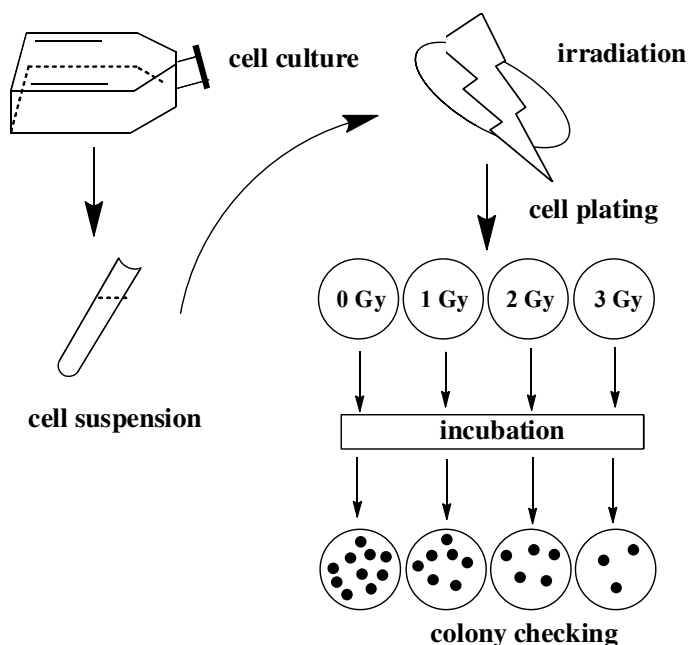 cell culture
irradiation
cell plating
0 Gy
1 Gy
2 Gy
3 Gy
cell suspension
incubation
colony checking